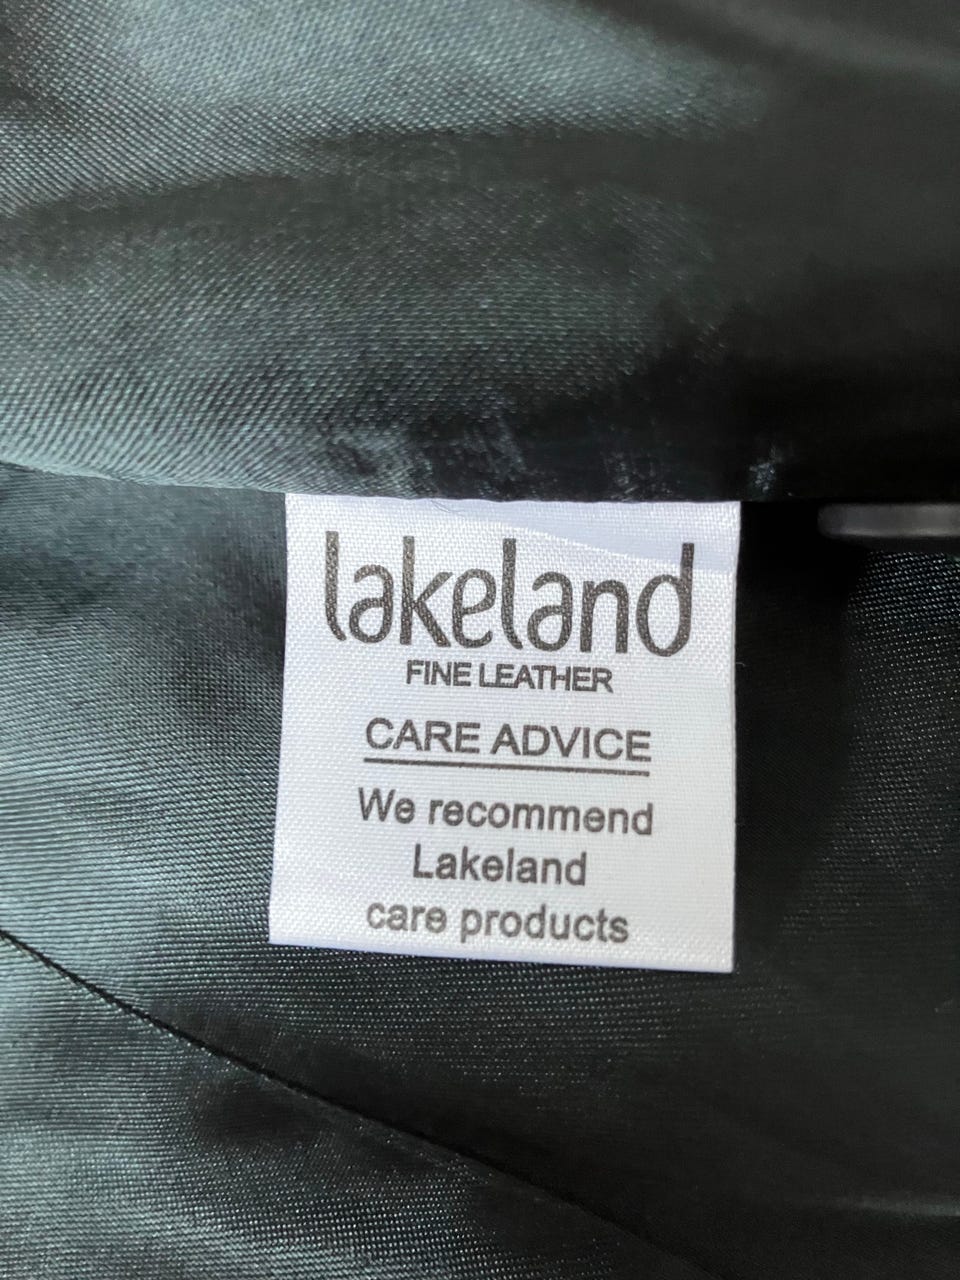 lakeland
FINE LEATHER
CARE ADVICE
We recommend
Lakeland
care products